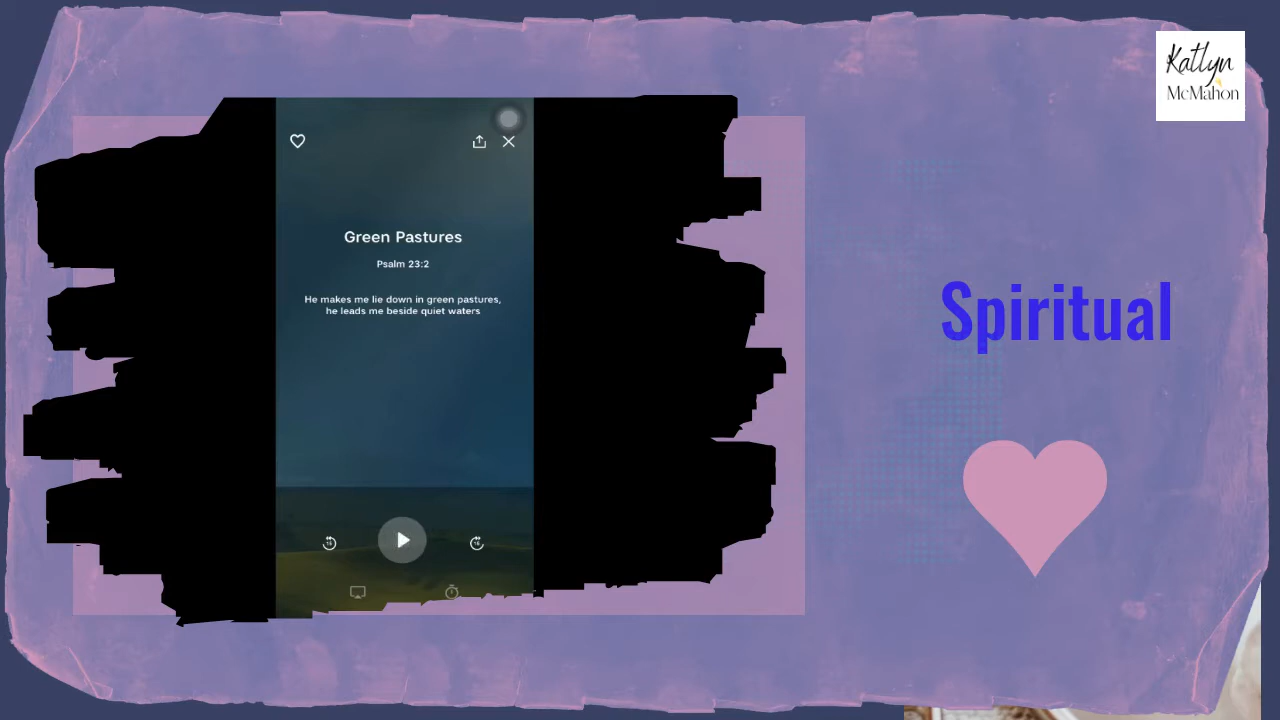 Katlyn
McMahon
Green Pastures
Psalm 23:2
He makes me lie down in green pastures,
he leads me beside quiet waters
Spiritual